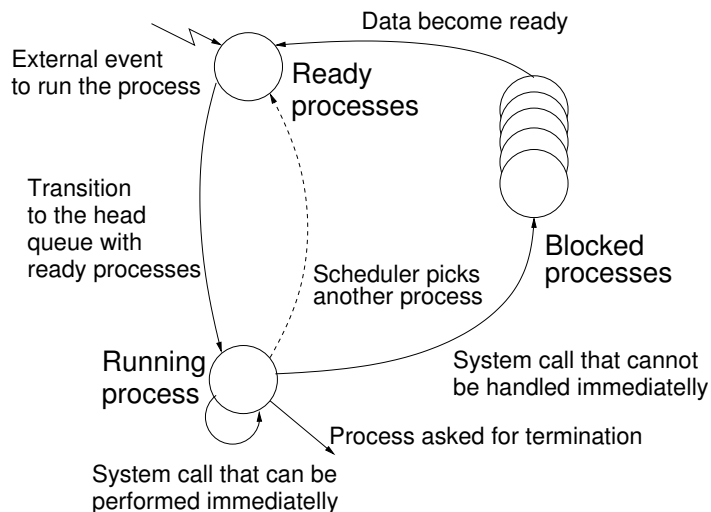 Data become ready
External event
to run the process
Ready
processes
Transition
to the head
queue with
ready processes
Blocked
processes
Scheduler picks
another process
Running
process
System call that cannot
be handled immediatelly
Process asked for termination
System call that can be
performed immediatelly